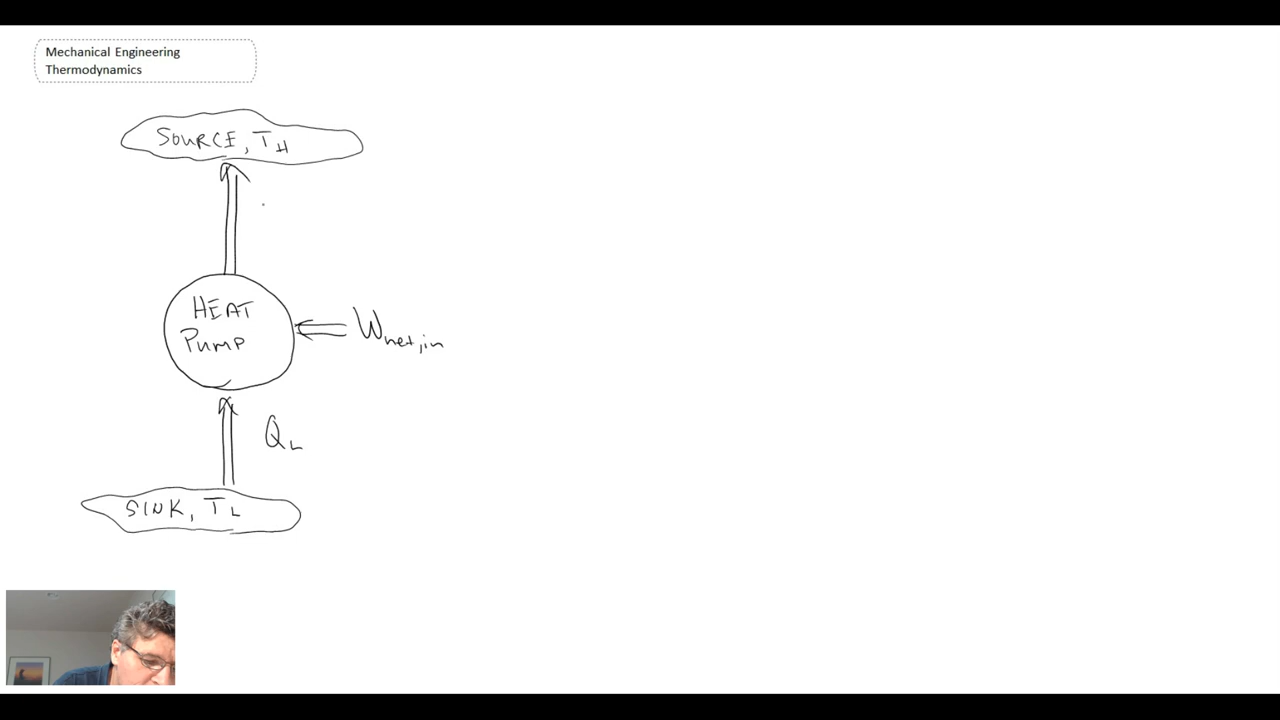 Mechanical Engineering
Thermodynamics
SOURCE, TH
HEAT
PUMP
Wnet,in
QL
SINK, TL